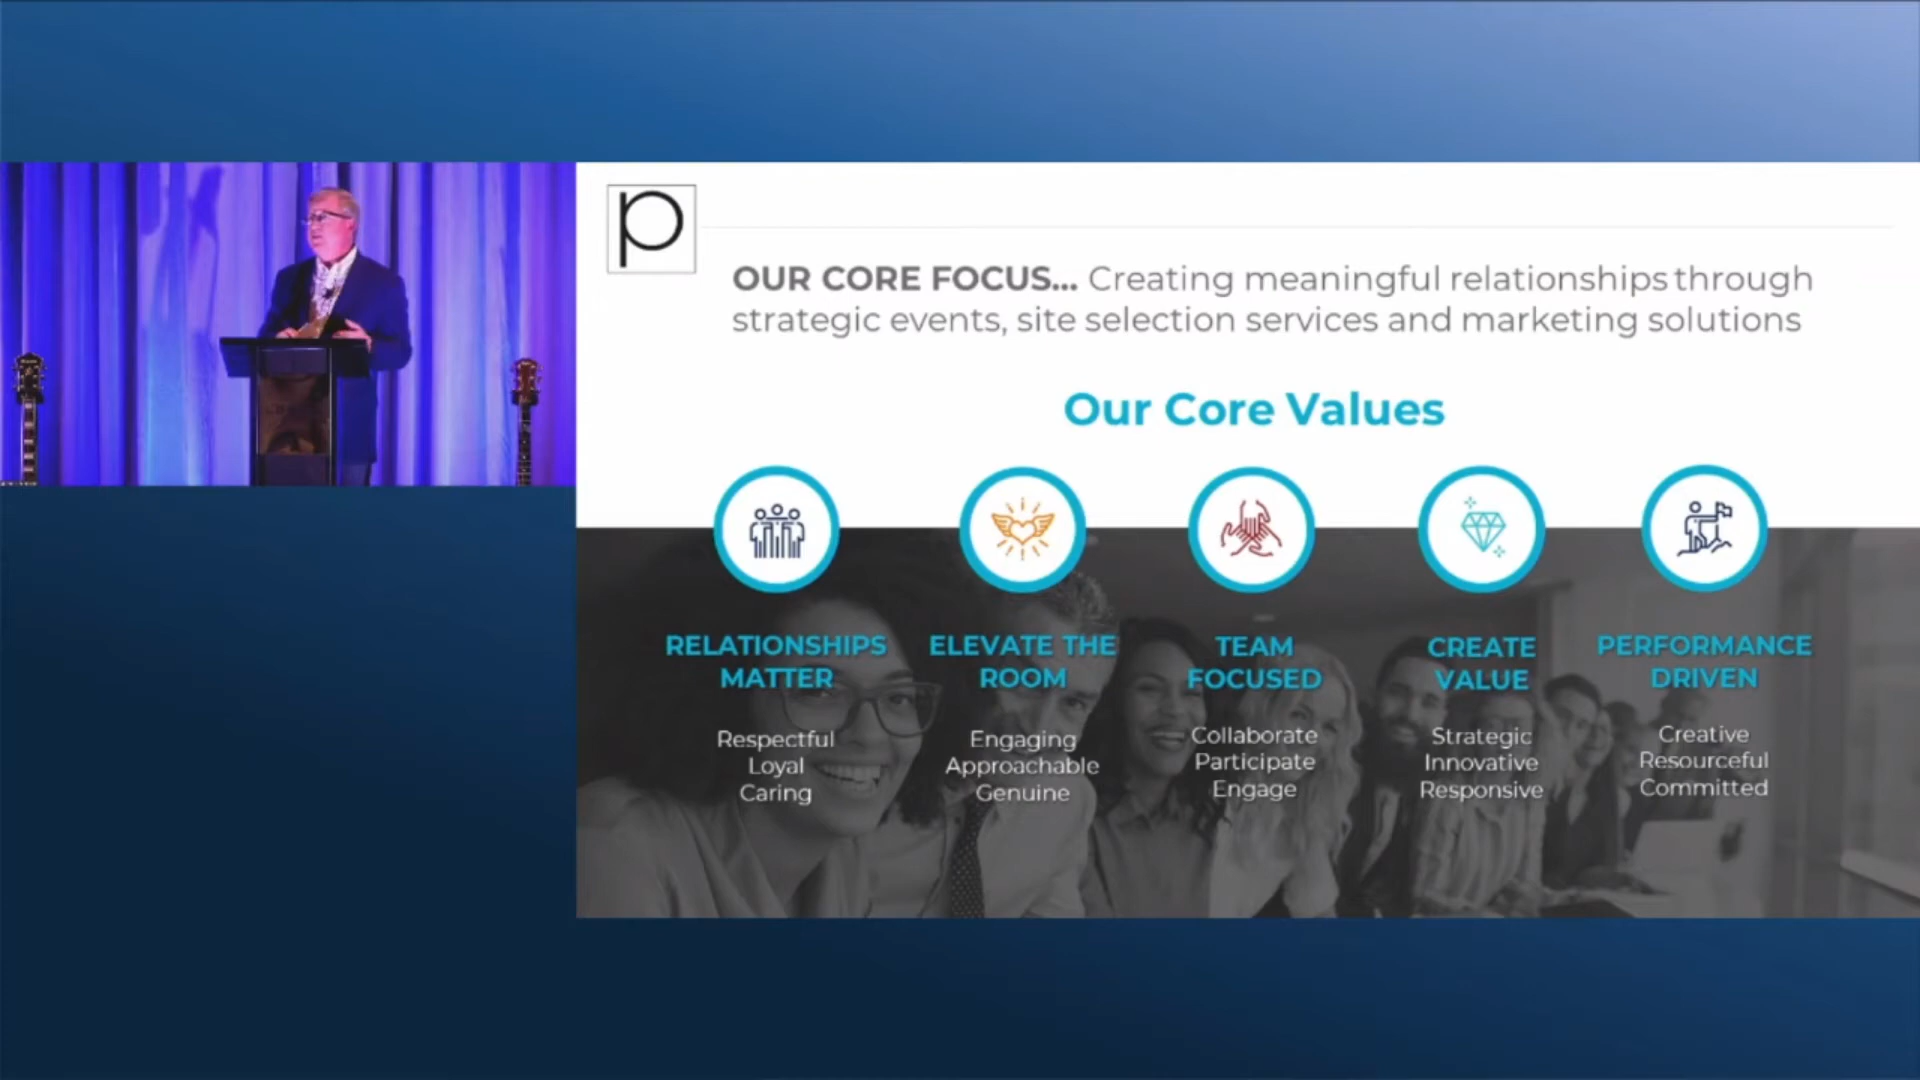 p
OUR CORE FOCUS... Creating meaningful relationships through
strategic events, site selection services and marketing solutions
Our Core Values
RELATIONSHIPS
MATTER
Respectful
Loyal
Caring
ELEVATE THE
ROOM
Engaging
Approachable
Genuine
TEAM
FOCUSED
Collaborate
Participate
Engage
CREATE
VALUE
Strategic
Innovative
Responsive
PERFORMANCE
DRIVEN
Creative
Resourceful
Committed